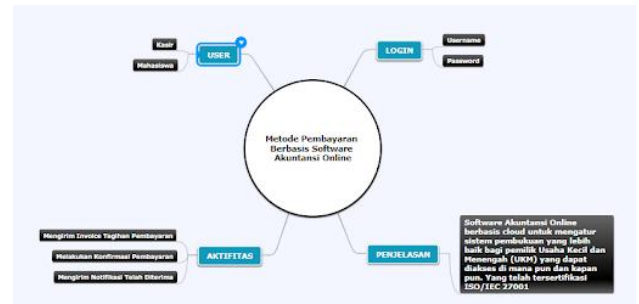 Kasir
Mahasiswa
USER
LOGIN
Username
Password
Metode Pembayaran
Berbasis Software
Akuntansi Online
Mengirim Invoice Tagihan Pembayaran
Melakukan Konfirmasi Pembayaran
Mengirim Notifikasi Telah Diterima
AKTIFITAS
PENJELASAN
Software Akuntansi Online
berbasis cloud untuk mengatur
sistem pembukuan yang lebih
baik bagi pemilik Usaha Kecil dan
Menengah (UKM) yang dapat
diakses di mana pun dan kapan
pun. Yang telah tersertifikasi
ISO/IEC 27001